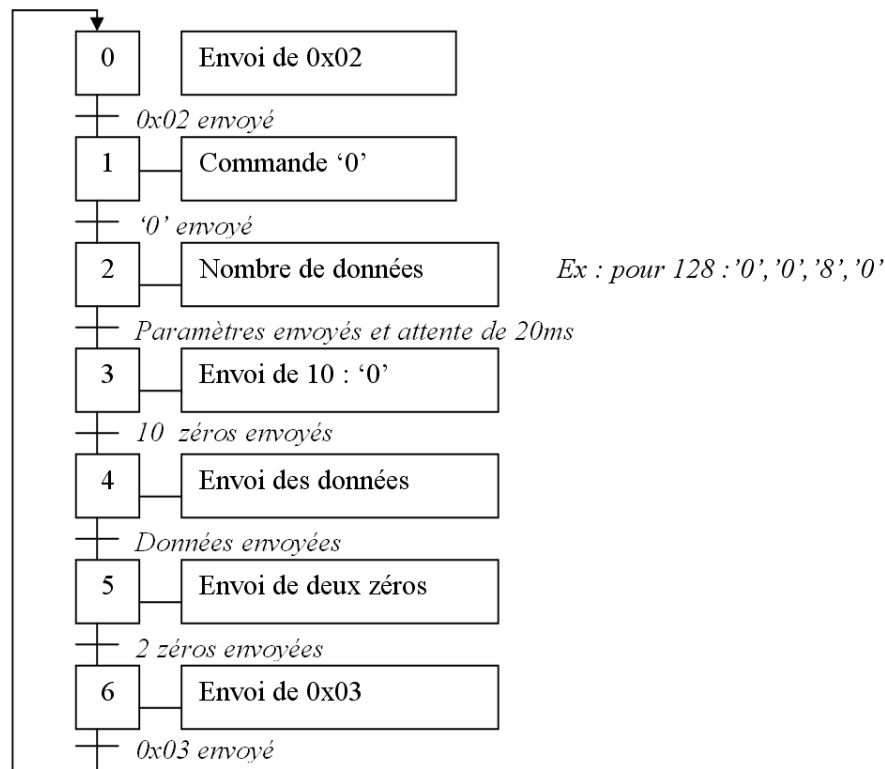 0 Envoi de 0x02
0x02 envoyé
1 Commande ‘0’
‘0’ envoyé
2 Nombre de données Ex : pour 128 :’0’,’0’,’8’,’0’
Paramètres envoyés et attente de 20ms
3 Envoi de 10 : ‘0’
10 zéros envoyés
4 Envoi des données
Données envoyées
5 Envoi de deux zéros
2 zéros envoyées
6 Envoi de 0x03
0x03 envoyé